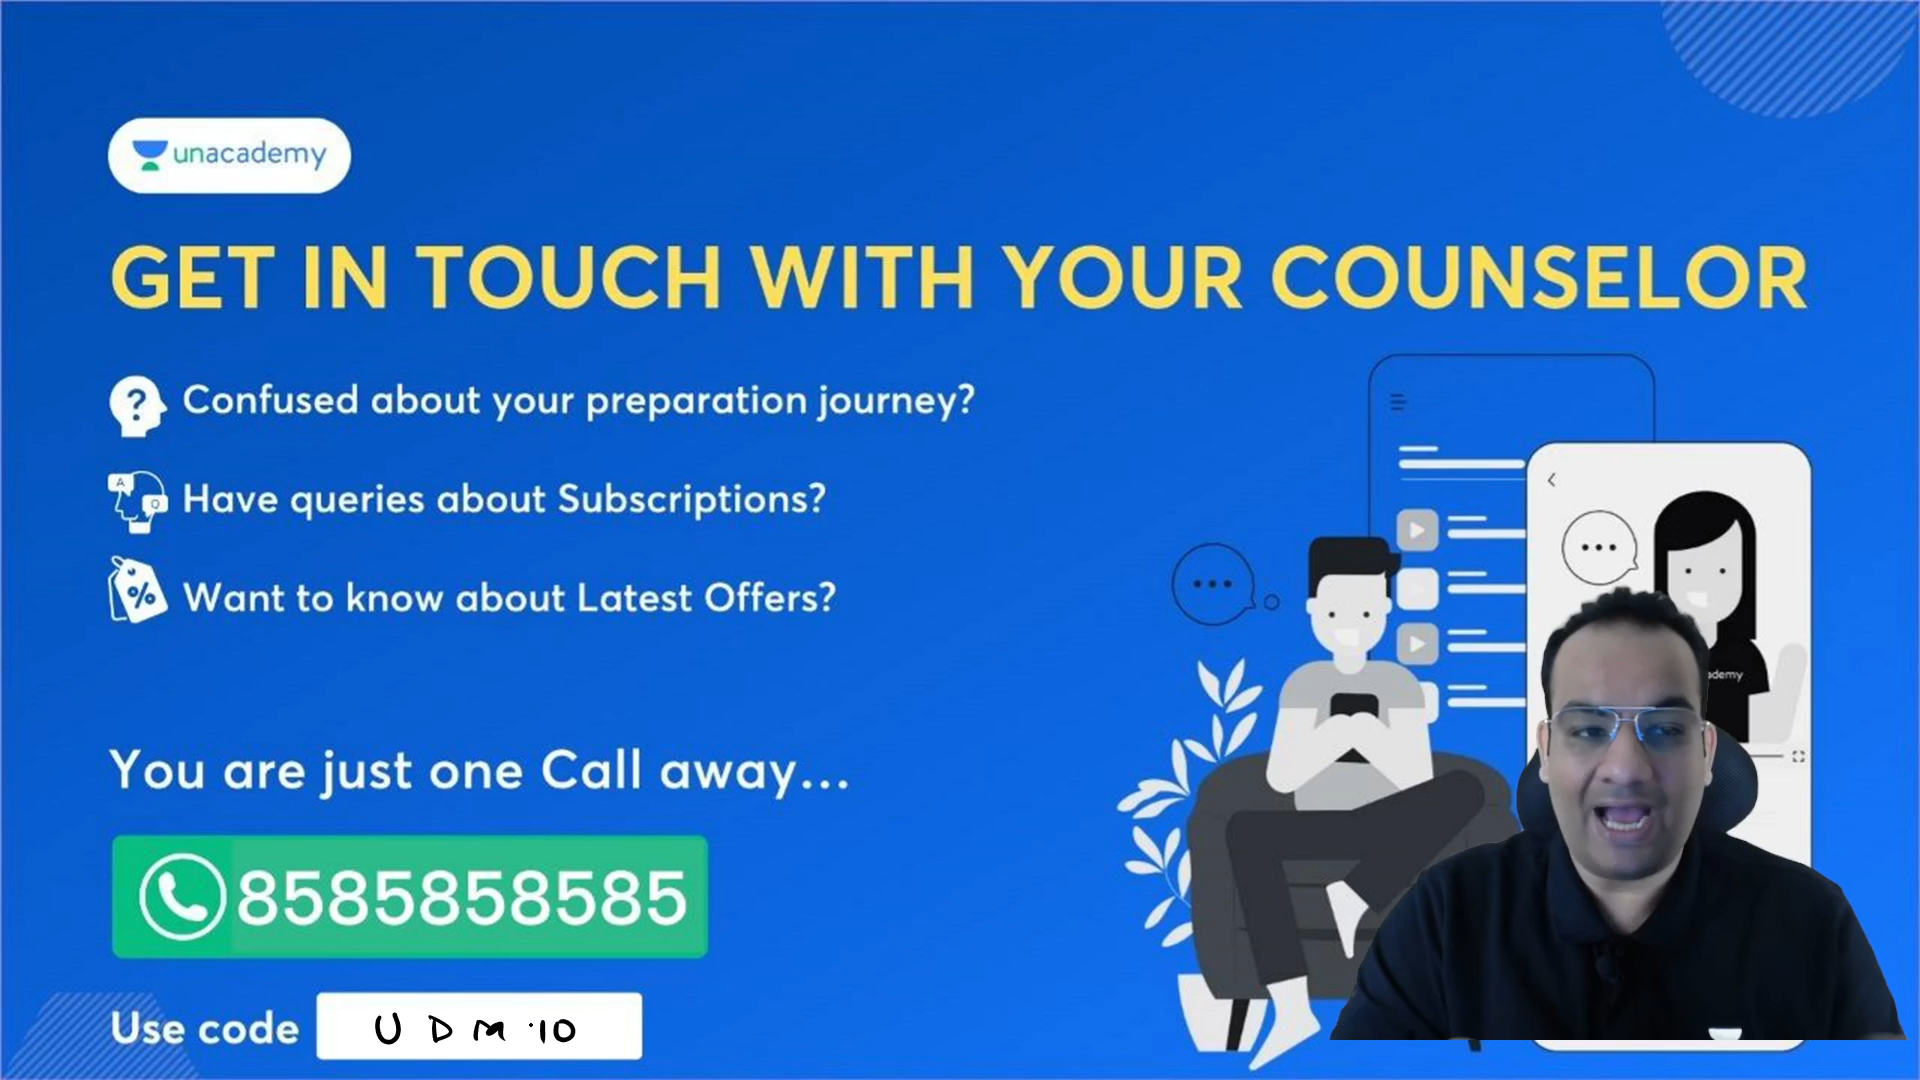 unacademy
GET IN TOUCH WITH YOUR COUNSELOR
? Confused about your preparation journey?
A
Q
Have queries about Subscriptions?
% Want to know about Latest Offers?
ademy
You are just one Call away...
8585858585
Use code U D M 10